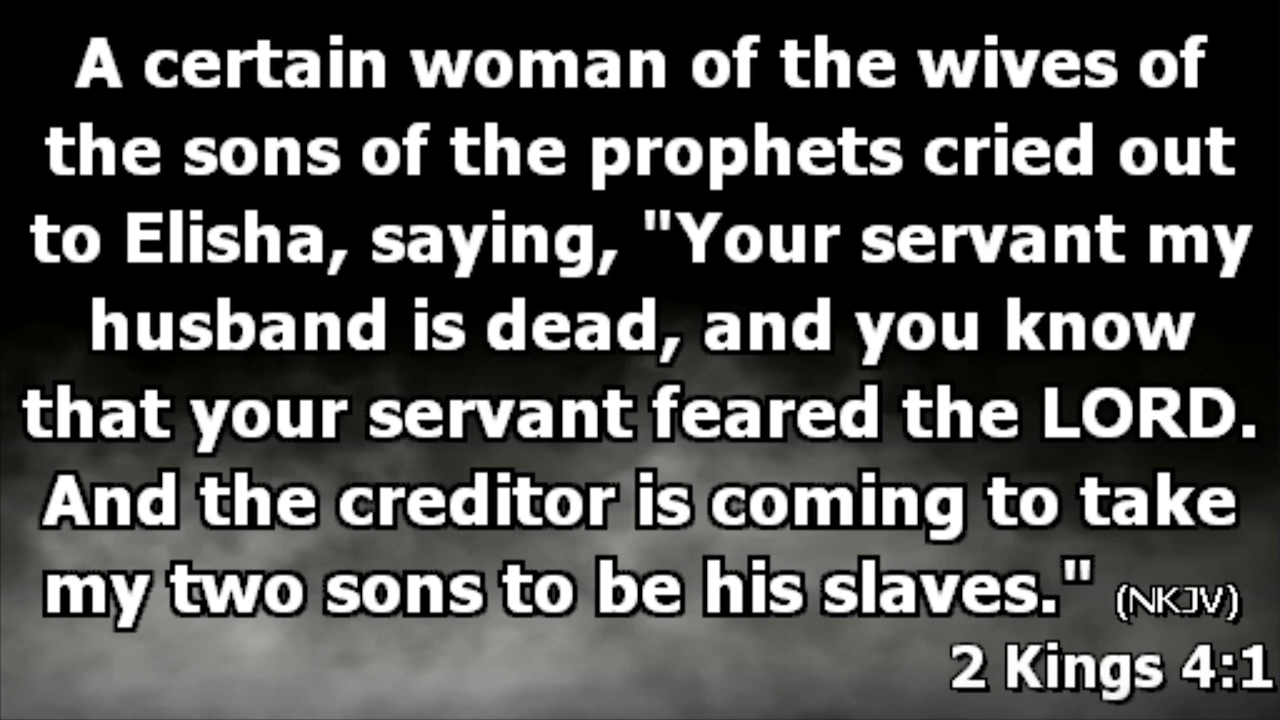 A certain woman of the wives of
the sons of the prophets cried out
to Elisha, saying, "Your servant my
husband is dead, and you know
that your servant feared the LORD.
And the creditor is coming to take
my two sons to be his slaves." (NKJV)
2 Kings 4:1